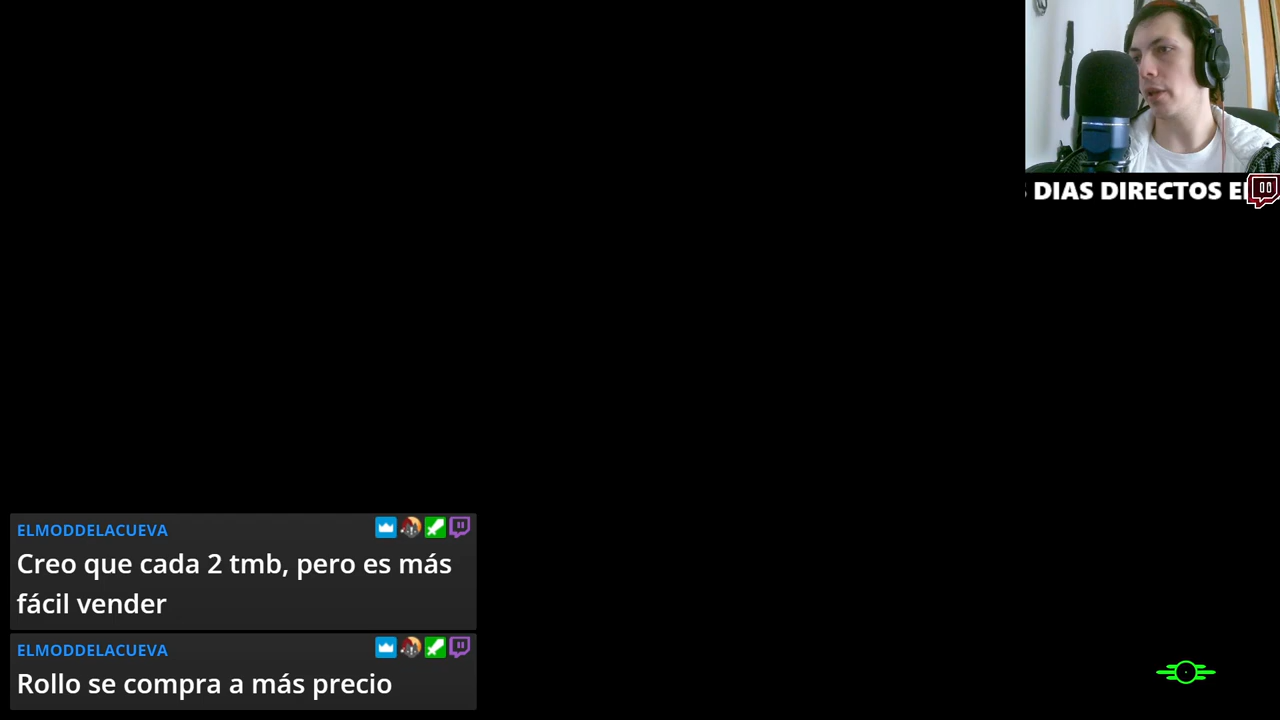 DIAS DIRECTOS
ELMODDELACUEVA
Creo que cada 2 tmb, pero es más
fácil vender
ELMODDELACUEVA
Rollo se compra a más precio